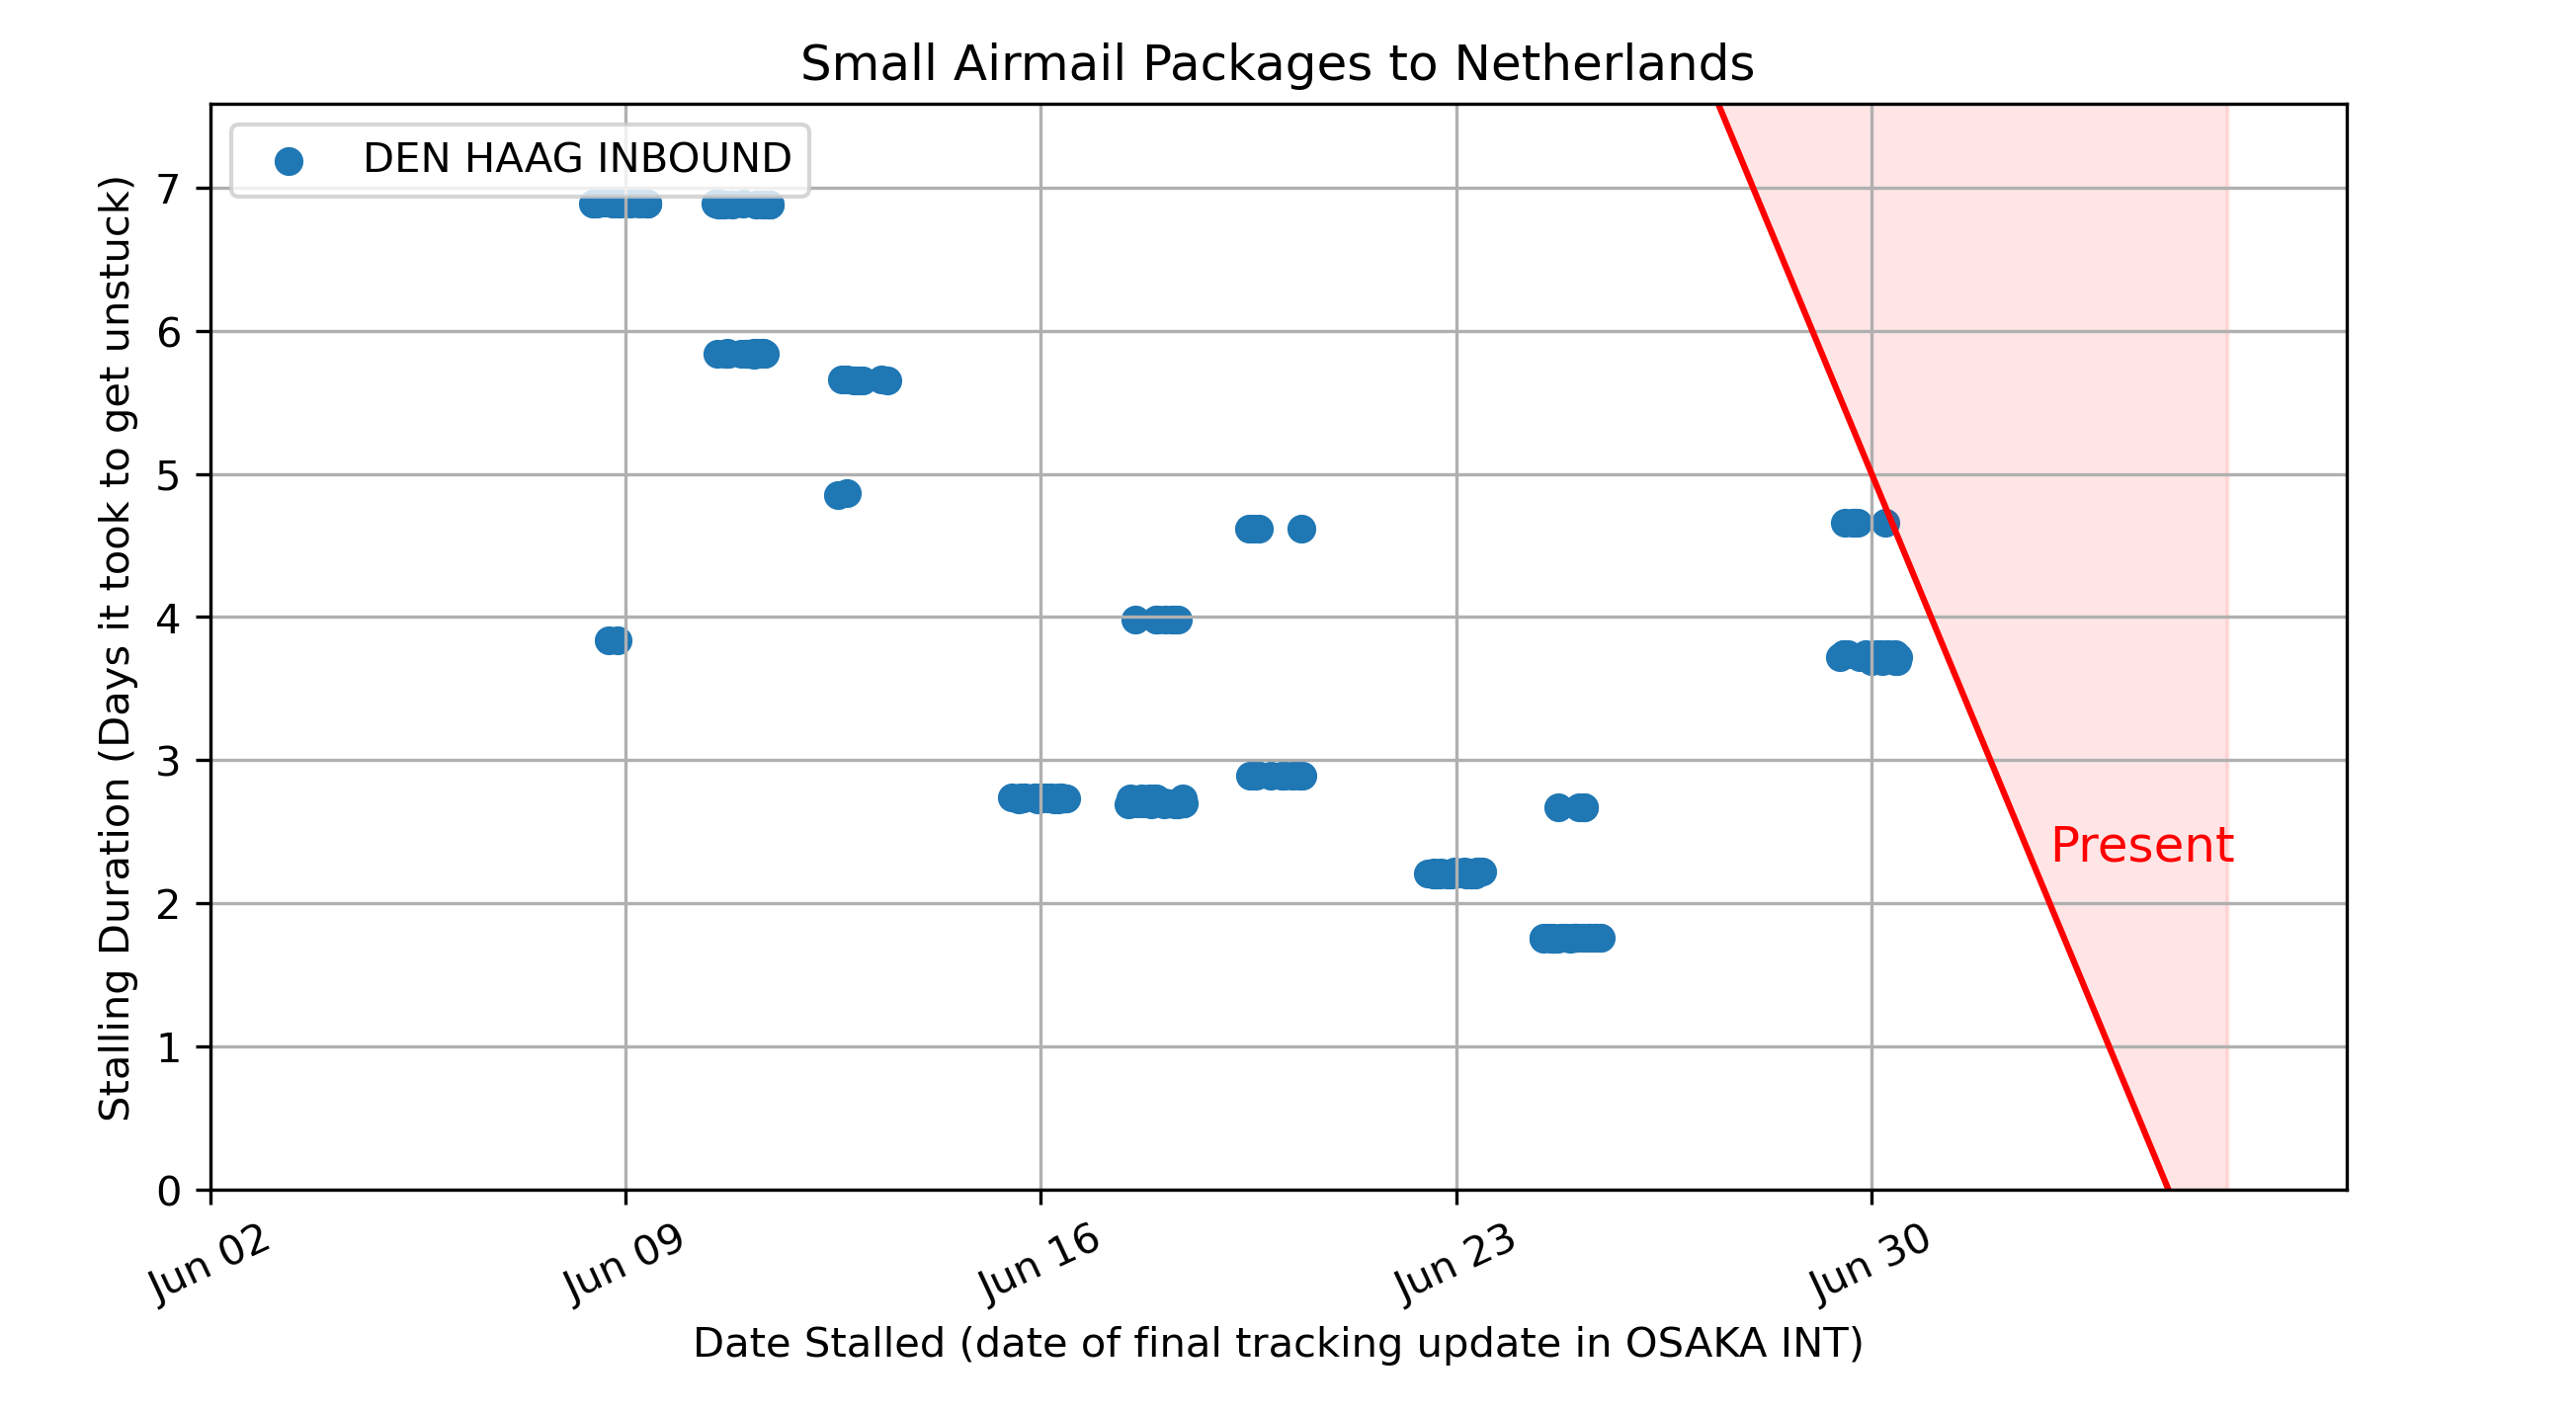 Small Airmail Packages to Netherlands
DEN HAAG INBOUND
Stalling Duration (Days it took to get unstuck)
7
6
5
4
3
2
1
0
Present
Jun 02
Jun 09
Jun 16
Jun 23
Jun 30
Date Stalled (date of final tracking update in OSAKA INT)